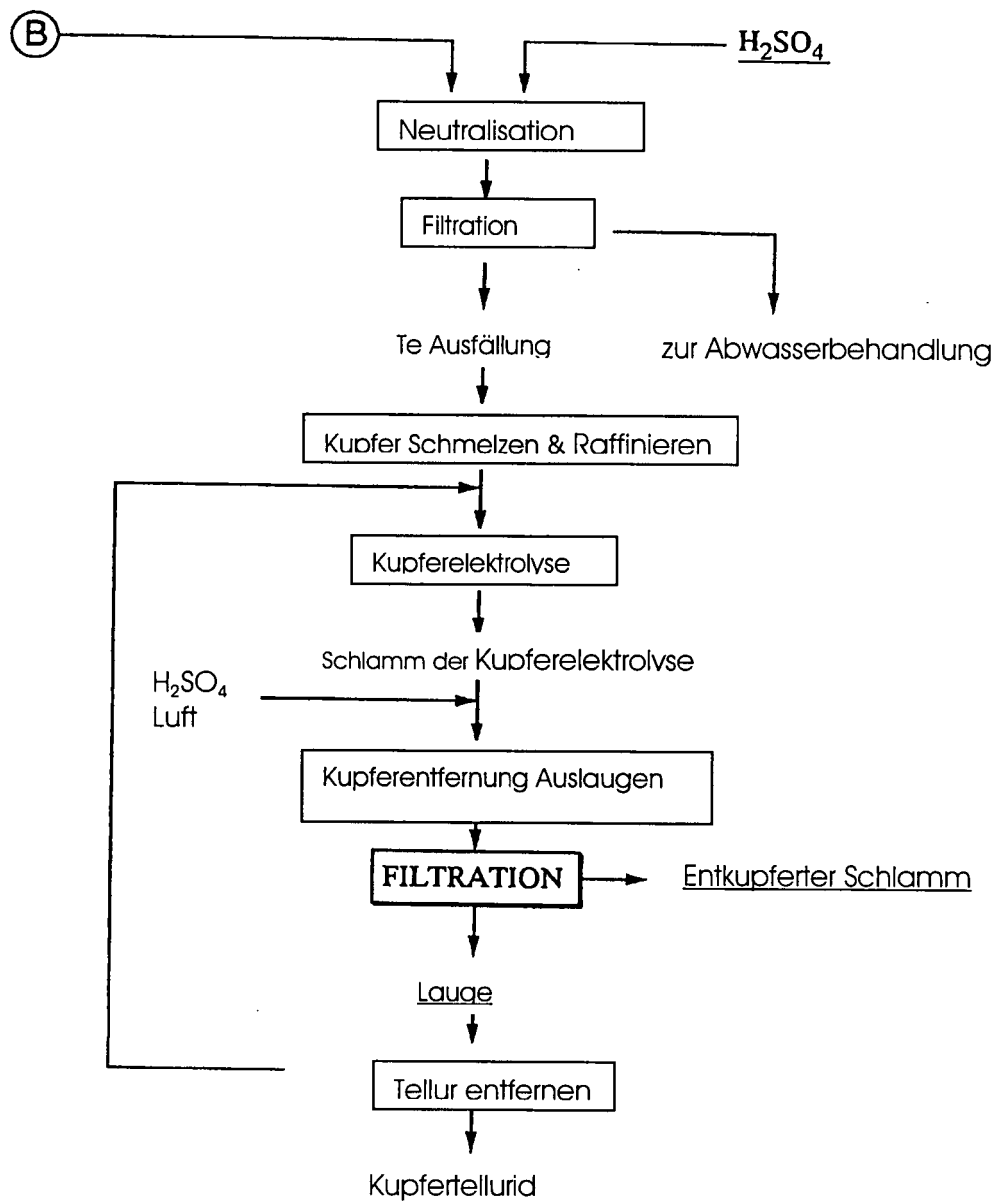 B
H₂SO₄
Neutralisation
Filtration
Te Ausfällung
zur Abwasserbehandlung
Kupfer Schmelzen & Raffinieren
Kupferelektrolyse
Schlamm der Kupferelektrolyse
H₂SO₄
Luft
Kupferentfernung Auslaugen
FILTRATION
Entkupferter Schlamm
Lauge
Tellur entfernen
Kupfertellurid